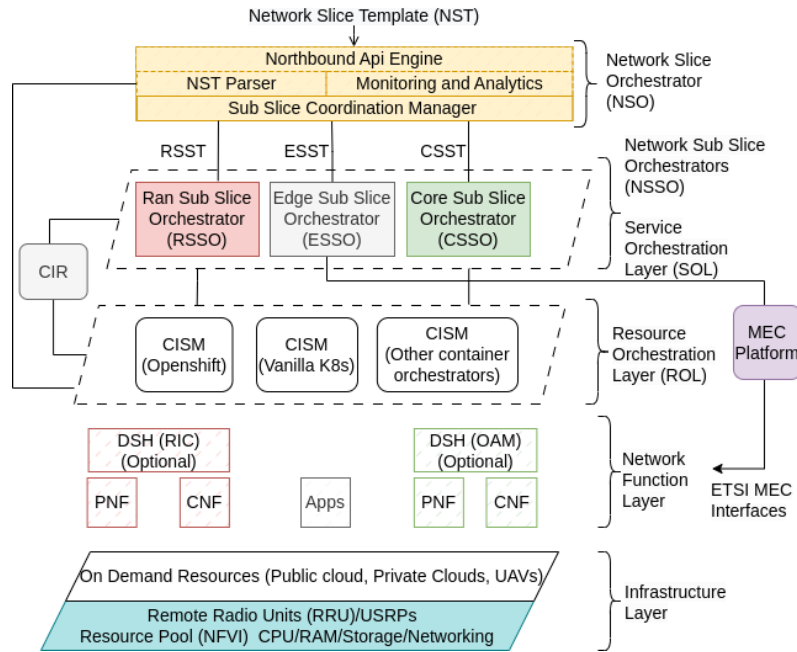 Network Slice Template (NST)
Northbound Api Engine
NST Parser
Monitoring and Analytics
Sub Slice Coordination Manager
Network Slice
Orchestrator
(NSO)
RSST
ESST
CSST
Ran Sub Slice
Orchestrator
(RSSO)
Edge Sub Slice
Orchestrator
(ESSO)
Core Sub Slice
Orchestrator
(CSSO)
Network Sub Slice
Orchestrators
(NSSO)
Service
Orchestration
Layer (SOL)
CIR
CISM
(Openshift)
CISM
(Vanilla K8s)
CISM
(Other container
orchestrators)
Resource
Orchestration
Layer (ROL)
MEC
Platform
DSH (RIC)
(Optional)
DSH (OAM)
(Optional)
PNF
CNF
Apps
PNF
CNF
Network
Function
Layer
ETSI MEC
Interfaces
On Demand Resources (Public cloud, Private Clouds, UAVs)
Remote Radio Units (RRU)/USRPs
Resource Pool (NFVI) CPU/RAM/Storage/Networking
Infrastructure
Layer